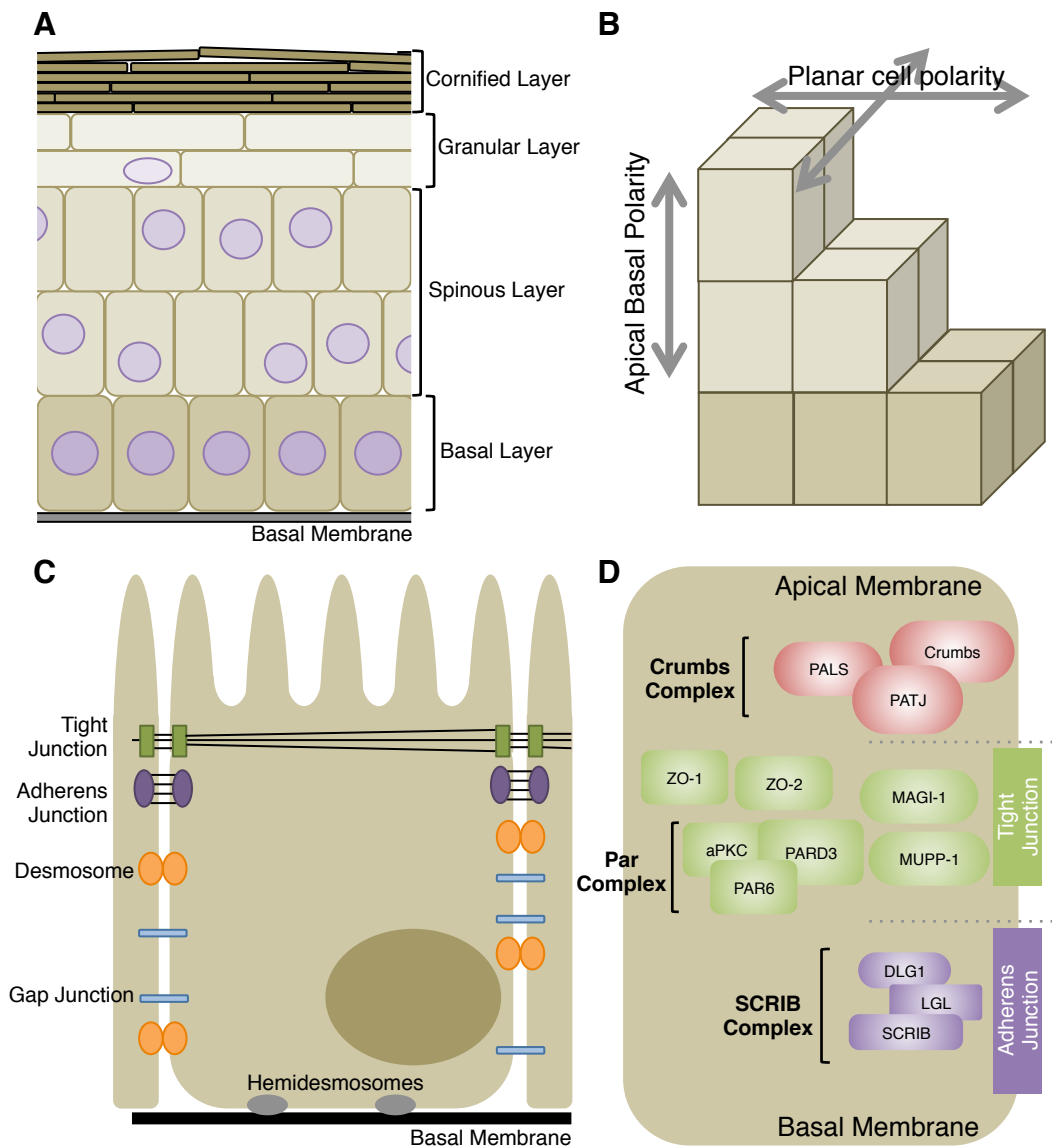 A
Cornified Layer
Granular Layer
Spinous Layer
Basal Layer
Basal Membrane
B
Planar cell polarity
Apical Basal Polarity
C
Tight
Junction
Adherens
Junction
Desmosome
Gap Junction
Hemidesmosomes
Basal Membrane
D
Apical Membrane
Crumbs
Complex
PALS
Crumbs
PATJ
ZO-1
ZO-2
MAGI-1
Tight
Junction
Par
Complex
aPKC
PARD3
PAR6
MUPP-1
SCRIB
Complex
DLG1
LGL
SCRIB
Adherens
Junction
Basal Membrane